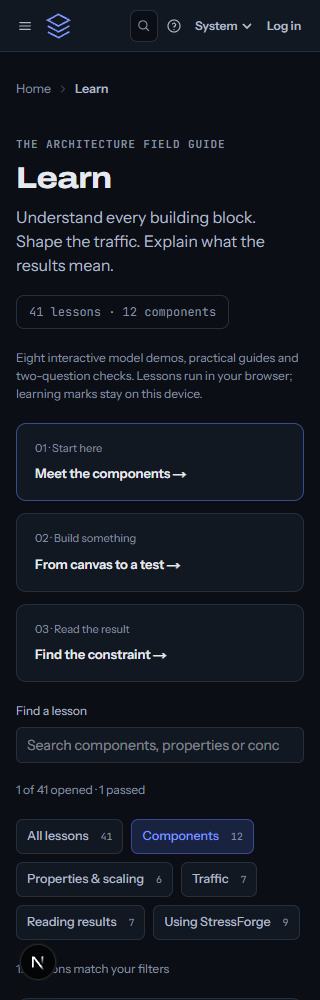 System Log in
Home > Learn
THE ARCHITECTURE FIELD GUIDE
Learn
Understand every building block.
Shape the traffic. Explain what the
results mean.
41 lessons · 12 components
Eight interactive model demos, practical guides and
two-question checks. Lessons run in your browser;
learning marks stay on this device.
01 · Start here
Meet the components →
02 · Build something
From canvas to a test →
03 · Read the result
Find the constraint →
Find a lesson
Search components, properties or conc
1 of 41 opened · 1 passed
All lessons 41 Components 12
Properties & scaling 6 Traffic 7
Reading results 7 Using StressForge 9
N
match your filters